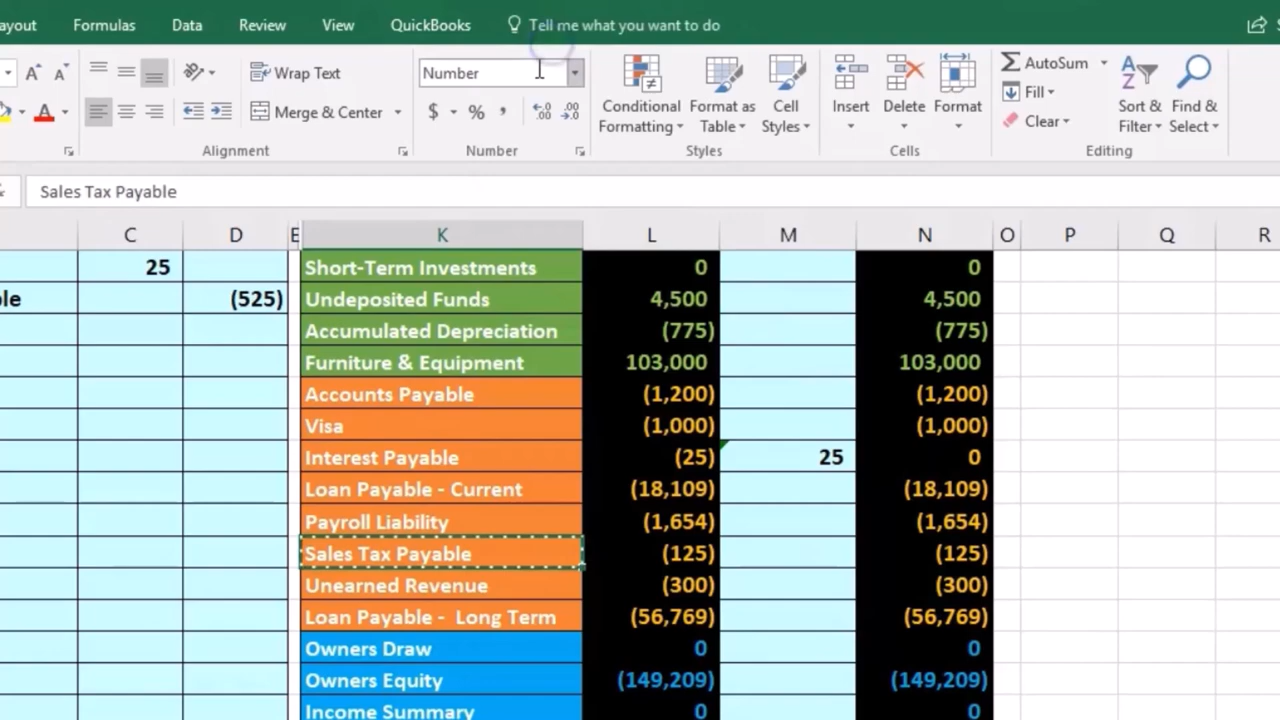 ayout Formulas Data Review View QuickBooks Tell me what you want to do
A A Wrap Text Number
A Merge & Center $ % , .0 .00 .00 .0
Conditional Formatting
Format as Table
Cell Styles
Insert Delete Format
AutoSum
Fill
Clear
Sort & Filter
Find & Select
Alignment Number Styles Cells Editing
Sales Tax Payable
C D E K L M N O P Q R
25 Short-Term Investments 0 0
ble (525) Undeposited Funds 4,500 4,500
Accumulated Depreciation (775) (775)
Furniture & Equipment 103,000 103,000
Accounts Payable (1,200) (1,200)
Visa (1,000) (1,000)
Interest Payable (25) 25 0
Loan Payable - Current (18,109) (18,109)
Payroll Liability (1,654) (1,654)
Sales Tax Payable (125) (125)
Unearned Revenue (300) (300)
Loan Payable - Long Term (56,769) (56,769)
Owners Draw 0 0
Owners Equity (149,209) (149,209)
Income Summary 0 0